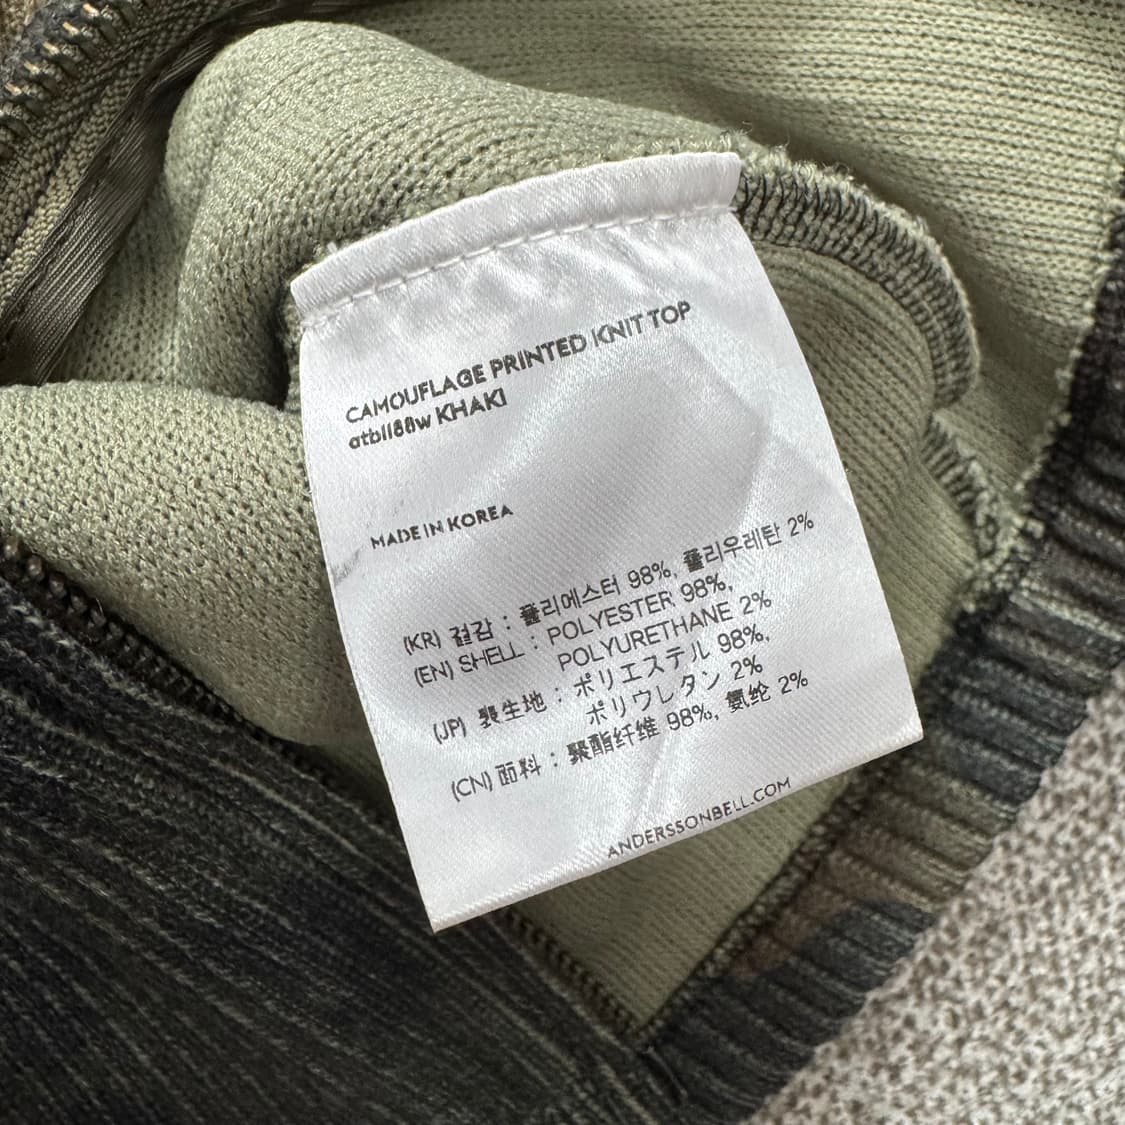 CAMOUFLAGE PRINTED KNIT TOP
KHAKI
MADE IN KOREA
(KR) 겉감 : 폴리에스터 98%, 폴리우레탄 2%
(EN) SHELL : POLYESTER 98%,
POLYURETHANE 2%
(JP) 表生地 : ポリエステル 98%,
ポリウレタン 2%
(CN) 面料 : 聚酯纤维 98%, 氨纶 2%
ANDERSSONBELL.COM